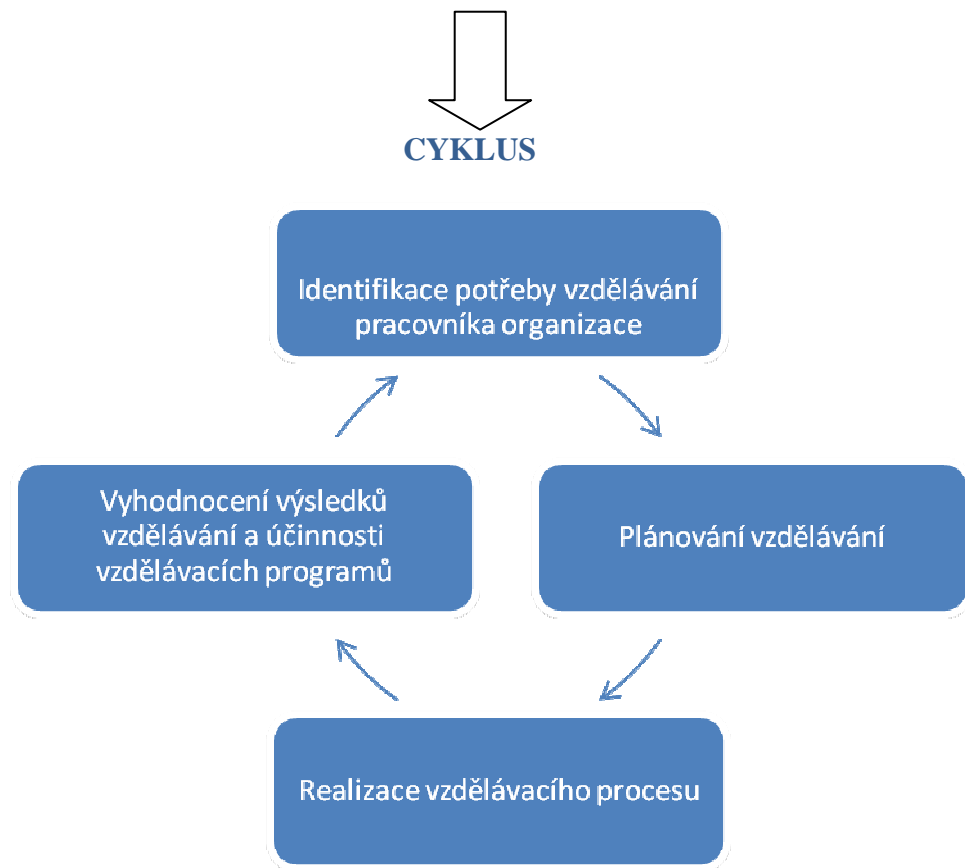 CYKLUS
Identifikace potřeby vzdělávání
pracovníka organizace
Vyhodnocení výsledků
vzdělávání a účinnosti
vzdělávacích programů
Plánování vzdělávání
Realizace vzdělávacího procesu